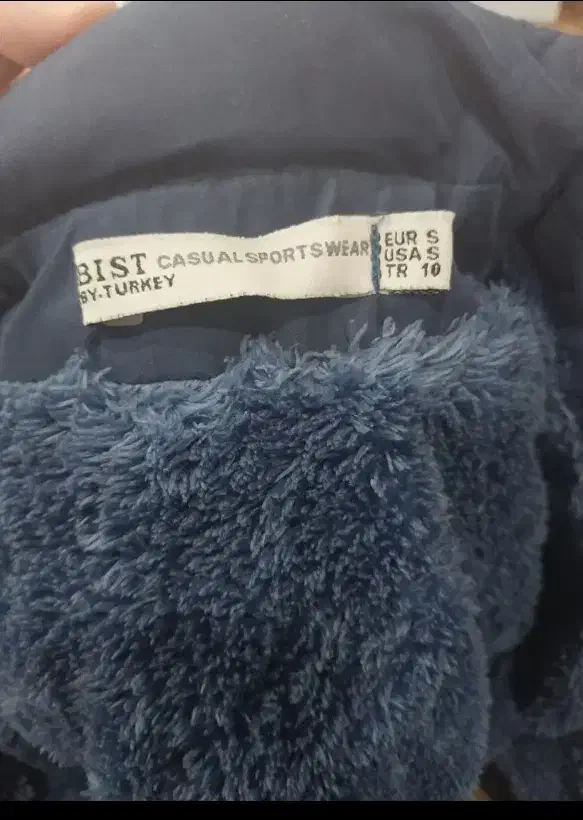 BIST CASUALSPORTSWEAR
BY-TURKEY
EUR S
USA S
TR 10